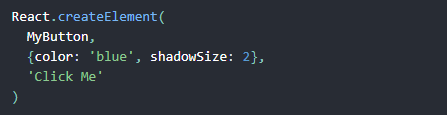 React.createElement(
  MyButton,
  {color: 'blue', shadowSize: 2},
  'Click Me'
)